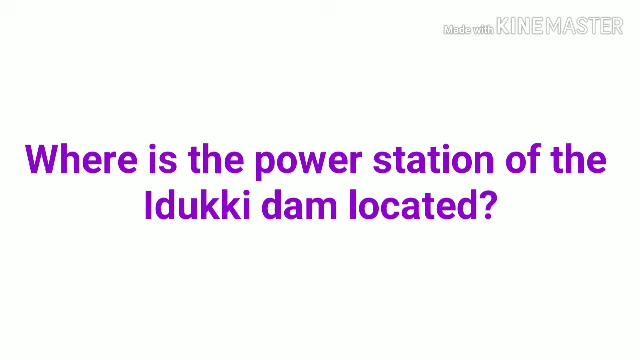 Made with KINEMASTER
Where is the power station of the
Idukki dam located?